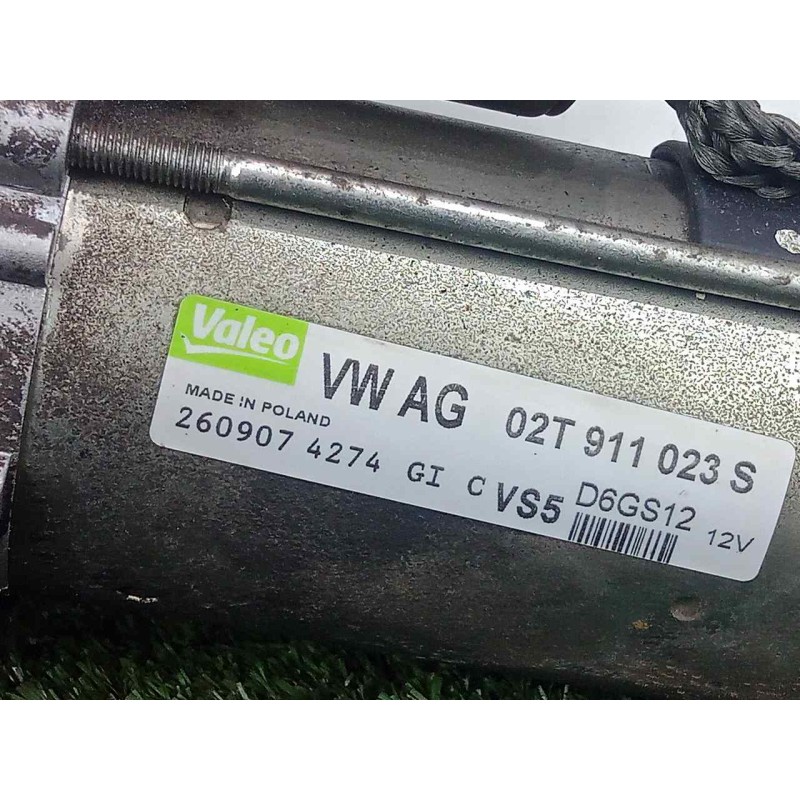 Valeo VW AG 02T 911 023 S
MADE IN POLAND
260907 4274 GI C VS5 D6GS12 12V